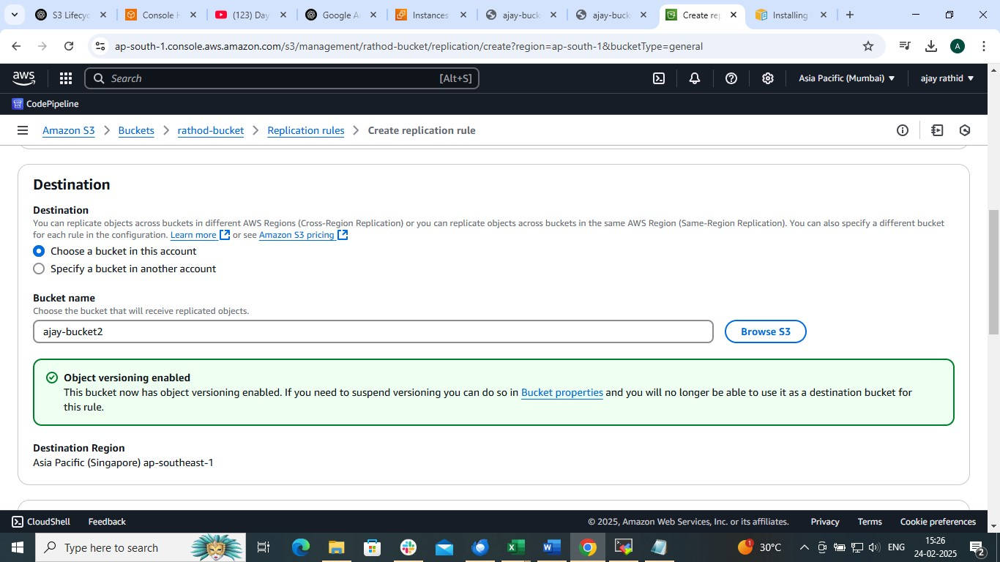 S3 Lifecyc
Console H
(123) Day
Google A
Instances
ajay-buck
ajay-buck
Create rep
Installing
ap-south-1.console.aws.amazon.com/s3/management/rathod-bucket/replication/create?region=ap-south-1&bucketType=general
A
aws
Search
[Alt+S]
Asia Pacific (Mumbai)
ajay rathid
CodePipeline
Amazon S3 > Buckets > rathod-bucket > Replication rules > Create replication rule
Destination
Destination
You can replicate objects across buckets in different AWS Regions (Cross-Region Replication) or you can replicate objects across buckets in the same AWS Region (Same-Region Replication). You can also specify a different bucket
for each rule in the configuration. Learn more or see Amazon S3 pricing
Choose a bucket in this account
Specify a bucket in another account
Bucket name
Choose the bucket that will receive replicated objects.
ajay-bucket2
Browse S3
Object versioning enabled
This bucket now has object versioning enabled. If you need to suspend versioning you can do so in Bucket properties and you will no longer be able to use it as a destination bucket for
this rule.
Destination Region
Asia Pacific (Singapore) ap-southeast-1
CloudShell
Feedback
© 2025, Amazon Web Services, Inc. or its affiliates.
Privacy
Terms
Cookie preferences
Type here to search
1
30°C
ENG
15:26
24-02-2025
2